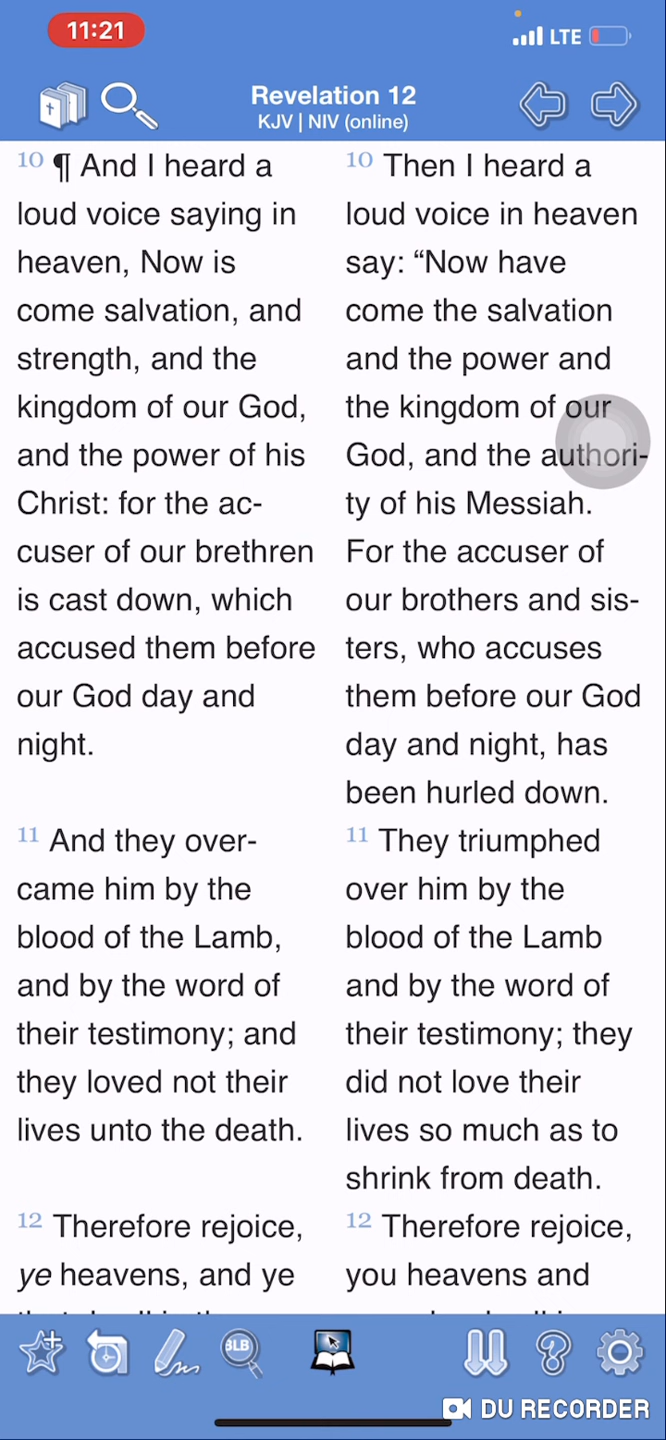 11:21
LTE
Revelation 12
KJV | NIV (online)
10 ¶ And I heard a
loud voice saying in
heaven, Now is
come salvation, and
strength, and the
kingdom of our God,
and the power of his
Christ: for the ac-
cuser of our brethren
is cast down, which
accused them before
our God day and
night.
11 And they over-
came him by the
blood of the Lamb,
and by the word of
their testimony; and
they loved not their
lives unto the death.
12 Therefore rejoice,
ye heavens, and ye
10 Then I heard a
loud voice in heaven
say: “Now have
come the salvation
and the power and
the kingdom of our
God, and the authori-
ty of his Messiah.
For the accuser of
our brothers and sis-
ters, who accuses
them before our God
day and night, has
been hurled down.
11 They triumphed
over him by the
blood of the Lamb
and by the word of
their testimony; they
did not love their
lives so much as to
shrink from death.
12 Therefore rejoice,
you heavens and
BLB
DU RECORDER